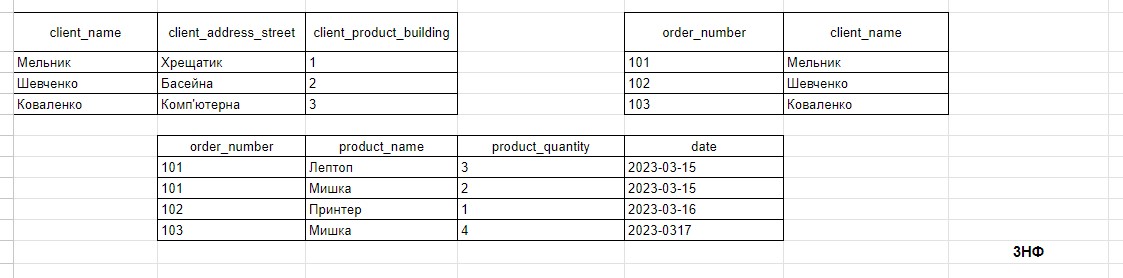 client_name client_address_street client_product_building order_number client_name
Мельник Хрещатик 1 101 Мельник
Шевченко Басейна 2 102 Шевченко
Коваленко Комп'ютерна 3 103 Коваленко
order_number product_name product_quantity date
101 Лептоп 3 2023-03-15
101 Мишка 2 2023-03-15
102 Принтер 1 2023-03-16
103 Мишка 4 2023-0317
3НФ